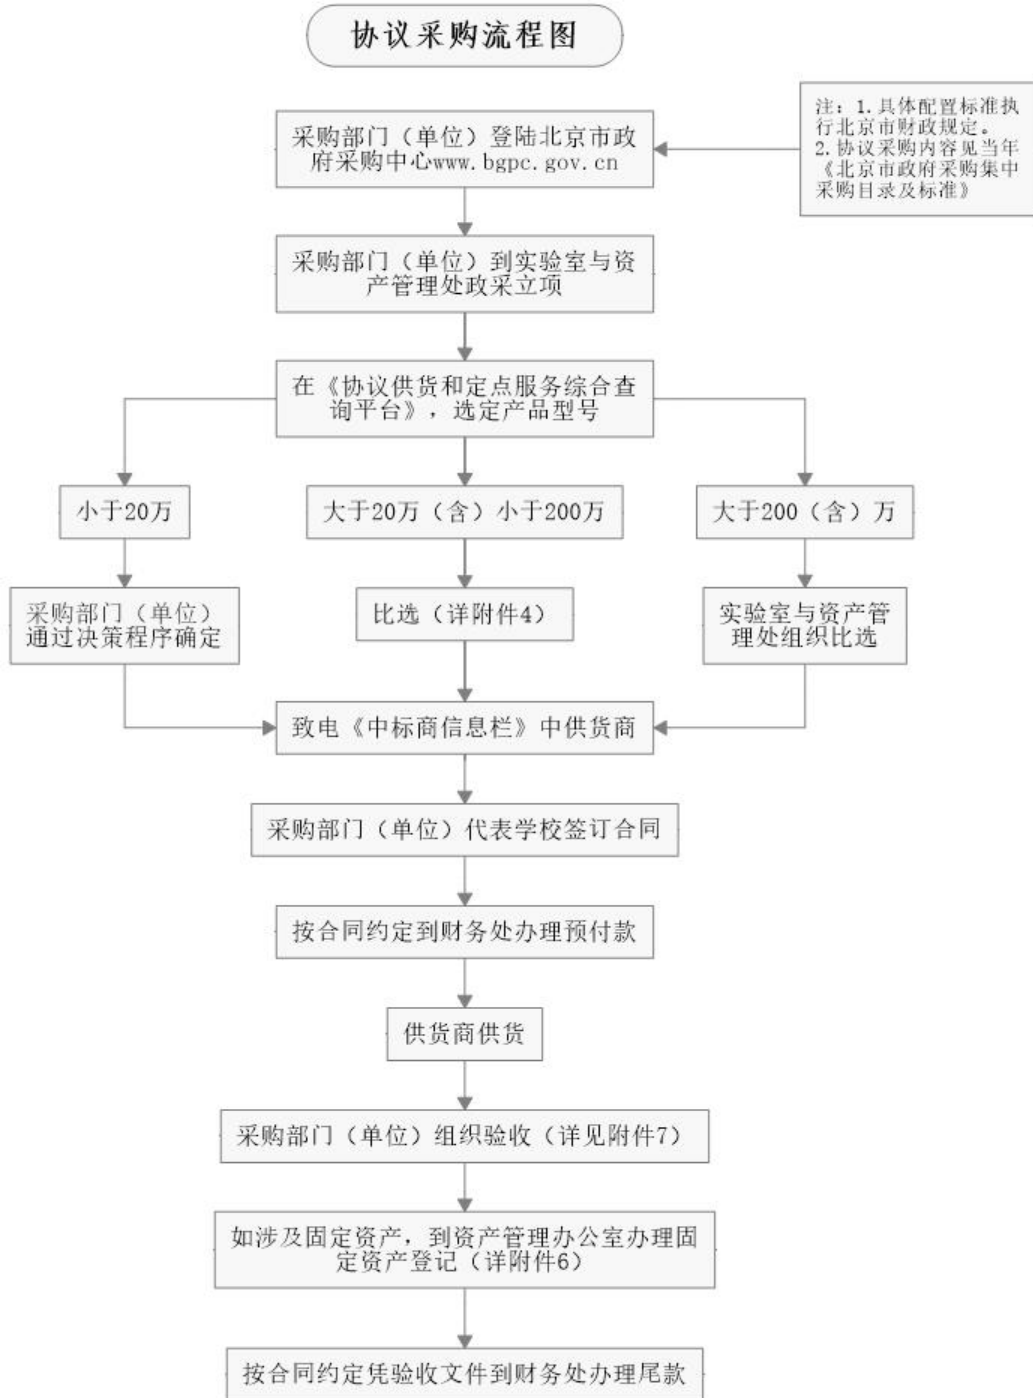 协议采购流程图
采购部门（单位）登陆北京市政
府采购中心www.bgpc.gov.cn
注：1.具体配置标准执
行北京市财政规定。
2.协议采购内容见当年
《北京市政府采购集中
采购目录及标准》
采购部门（单位）到实验室与资
产管理处政采立项
在《协议供货和定点服务综合查
询平台》，选定产品型号
小于20万
大于20万（含）小于200万
大于200（含）万
采购部门（单位）
通过决策程序确定
比选（详附件4）
实验室与资产管
理处组织比选
致电《中标商信息栏》中供货商
采购部门（单位）代表学校签订合同
按合同约定到财务处办理预付款
供货商供货
采购部门（单位）组织验收（详见附件7）
如涉及固定资产，到资产管理办公室办理固
定资产登记（详附件6）
按合同约定凭验收文件到财务处办理尾款